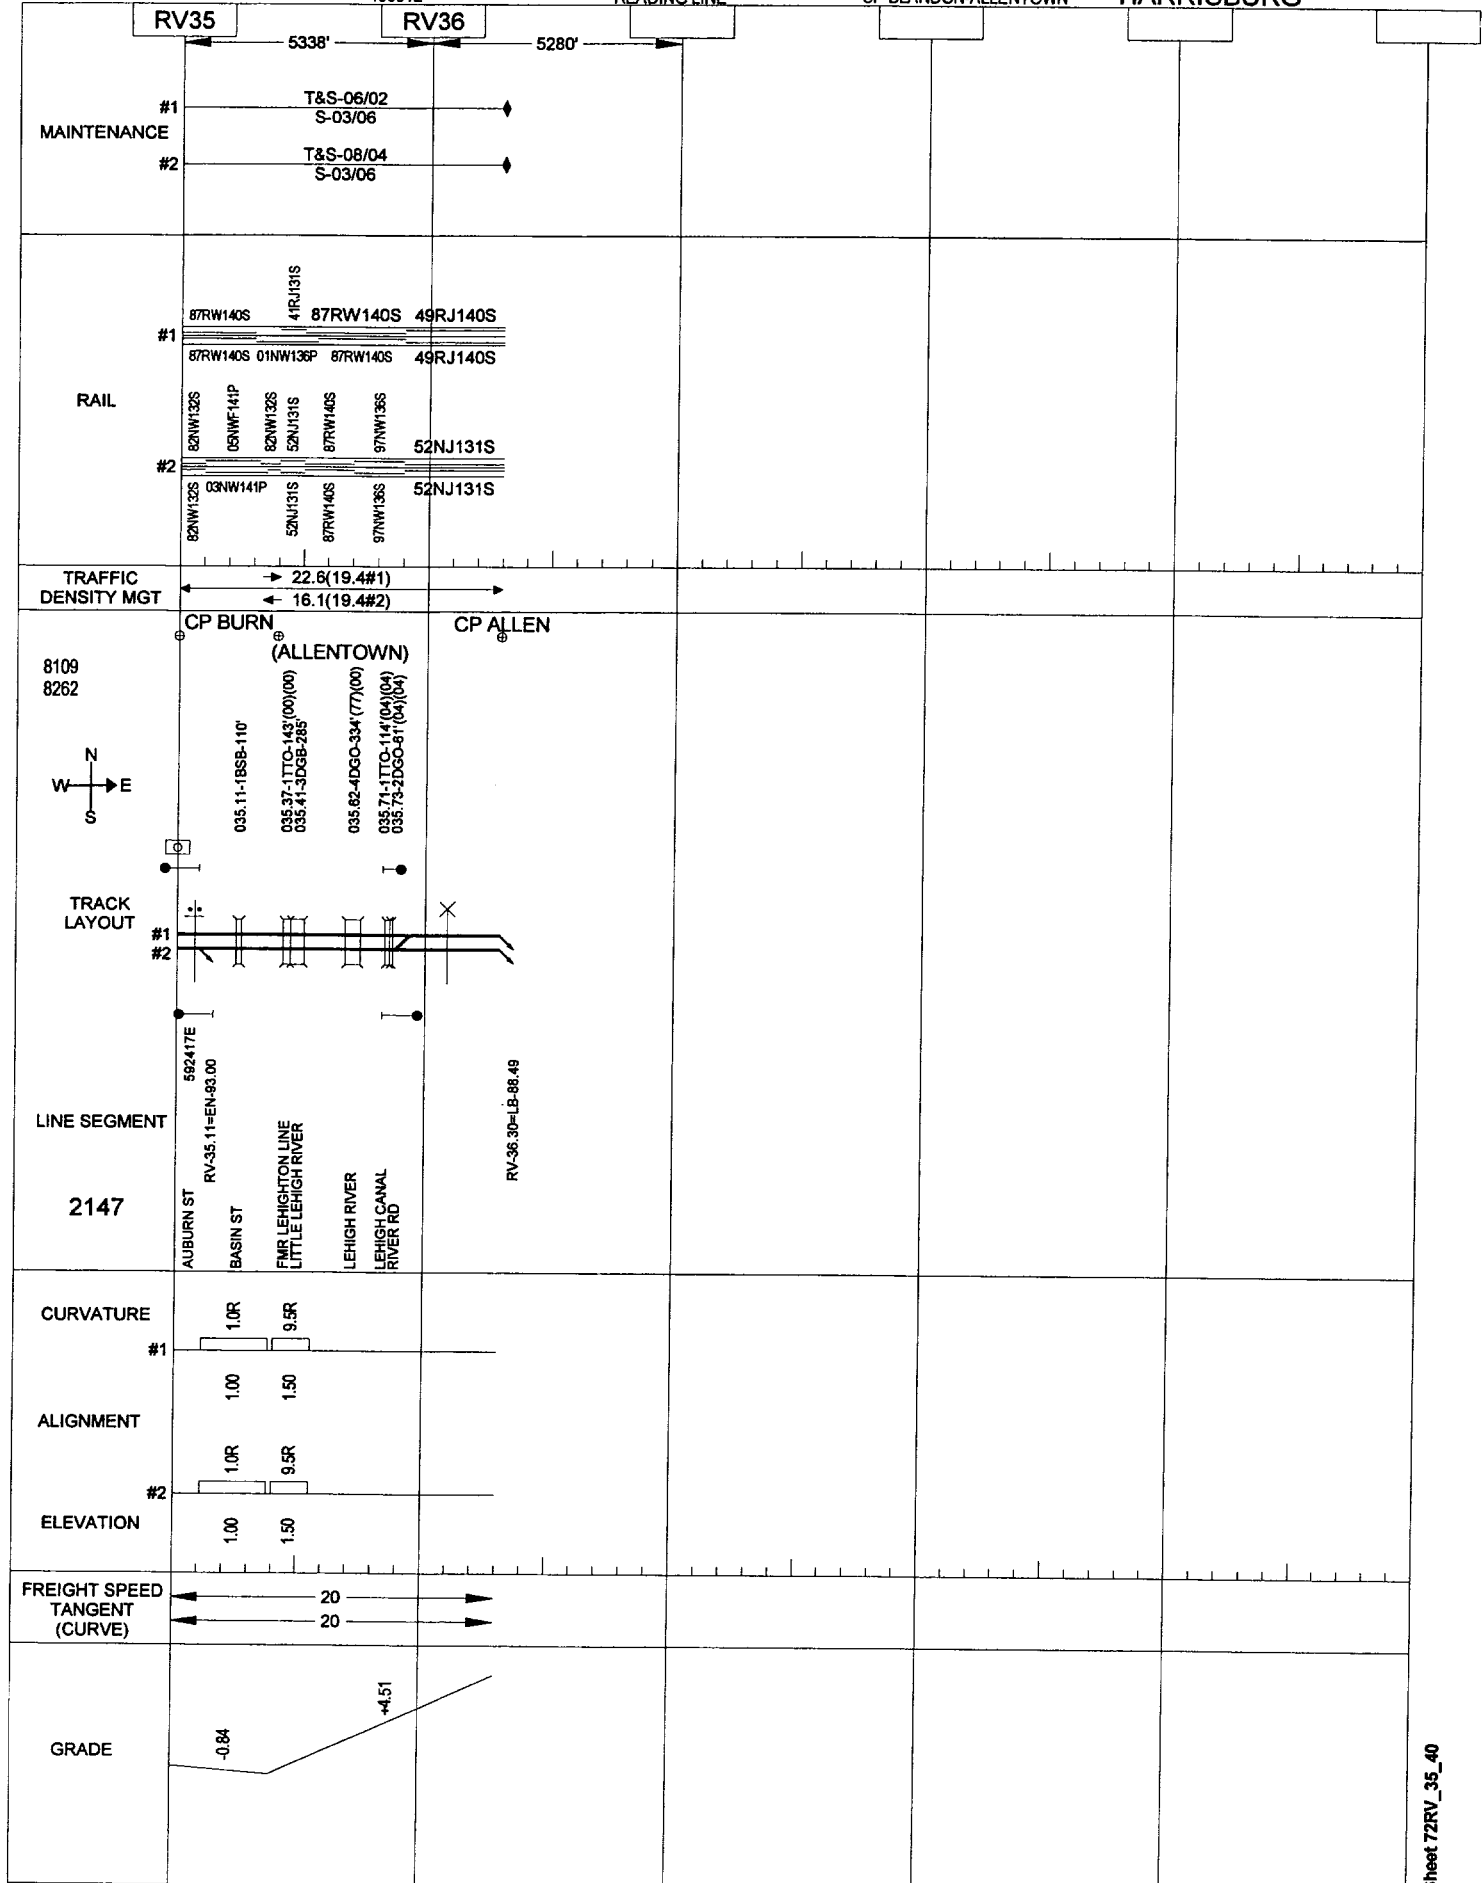 READING LINE
CP BLANDON-ALLENTOWN
HARRISBURG
RV35
RV36
5338'
5280'
MAINTENANCE
#1
T&S-06/02
S-03/06
#2
T&S-08/04
S-03/06
RAIL
87RW140S
41RJ131S
87RW140S
49RJ140S
#1
87RW140S
01NW136P
87RW140S
49RJ140S
82NW132S
05NWF141P
82NW132S
52NJ131S
87RW140S
97NW136S
52NJ131S
#2
82NW132S
03NW141P
52NJ131S
87RW140S
97NW136S
52NJ131S
TRAFFIC
DENSITY MGT
22.6(19.4#1)
16.1(19.4#2)
CP BURN
(ALLENTOWN)
CP ALLEN
8109
8262
N
W E
S
035.11-1BSB-110'
035.37-1TTO-143'(00)(00)
035.41-3DGB-285'
035.62-4DGO-334'(77)(00)
035.71-1TTO-114'(04)(04)
035.73-2DGO-61'(04)(04)
TRACK
LAYOUT
#1
#2
LINE SEGMENT
2147
AUBURN ST
592417E
RV-35.11=EN-93.00
BASIN ST
FMR LEHIGHTON LINE
LITTLE LEHIGH RIVER
LEHIGH RIVER
LEHIGH CANAL
RIVER RD
RV-36.30=LB-88.49
CURVATURE
#1
1.0R
9.5R
1.00
1.50
ALIGNMENT
#2
1.0R
9.5R
ELEVATION
1.00
1.50
FREIGHT SPEED
TANGENT
(CURVE)
20
20
GRADE
-0.84
+4.51
heet 72RV_35_40